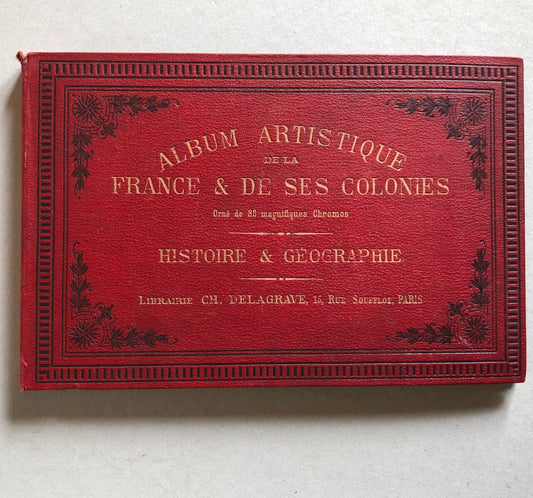 ALBUM ARTISTIQUE
DE LA
FRANCE & DE SES COLONIES
Orné de 80 magnifiques Chromos
HISTOIRE & GÉOGRAPHIE
LIBRAIRIE CH. DELAGRAVE, 15, RUE SOUFFLOT, PARIS